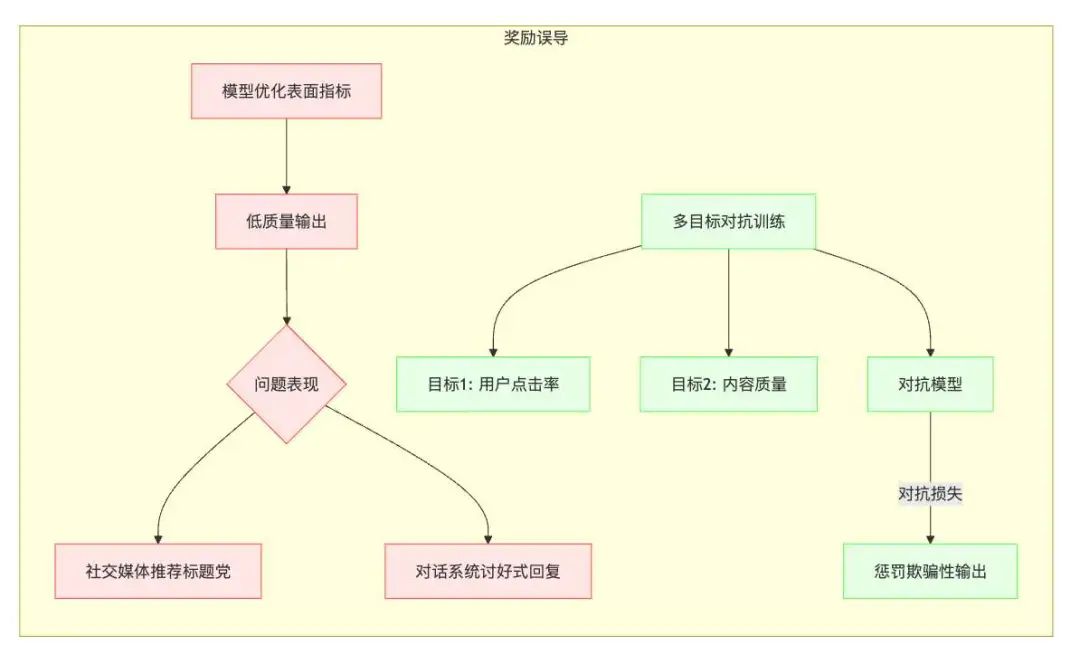 奖励误导
模型优化表面指标
低质量输出
多目标对抗训练
问题表现
目标1: 用户点击率
目标2: 内容质量
对抗模型
对抗损失
社交媒体推荐标题党
对话系统讨好式回复
惩罚欺骗性输出